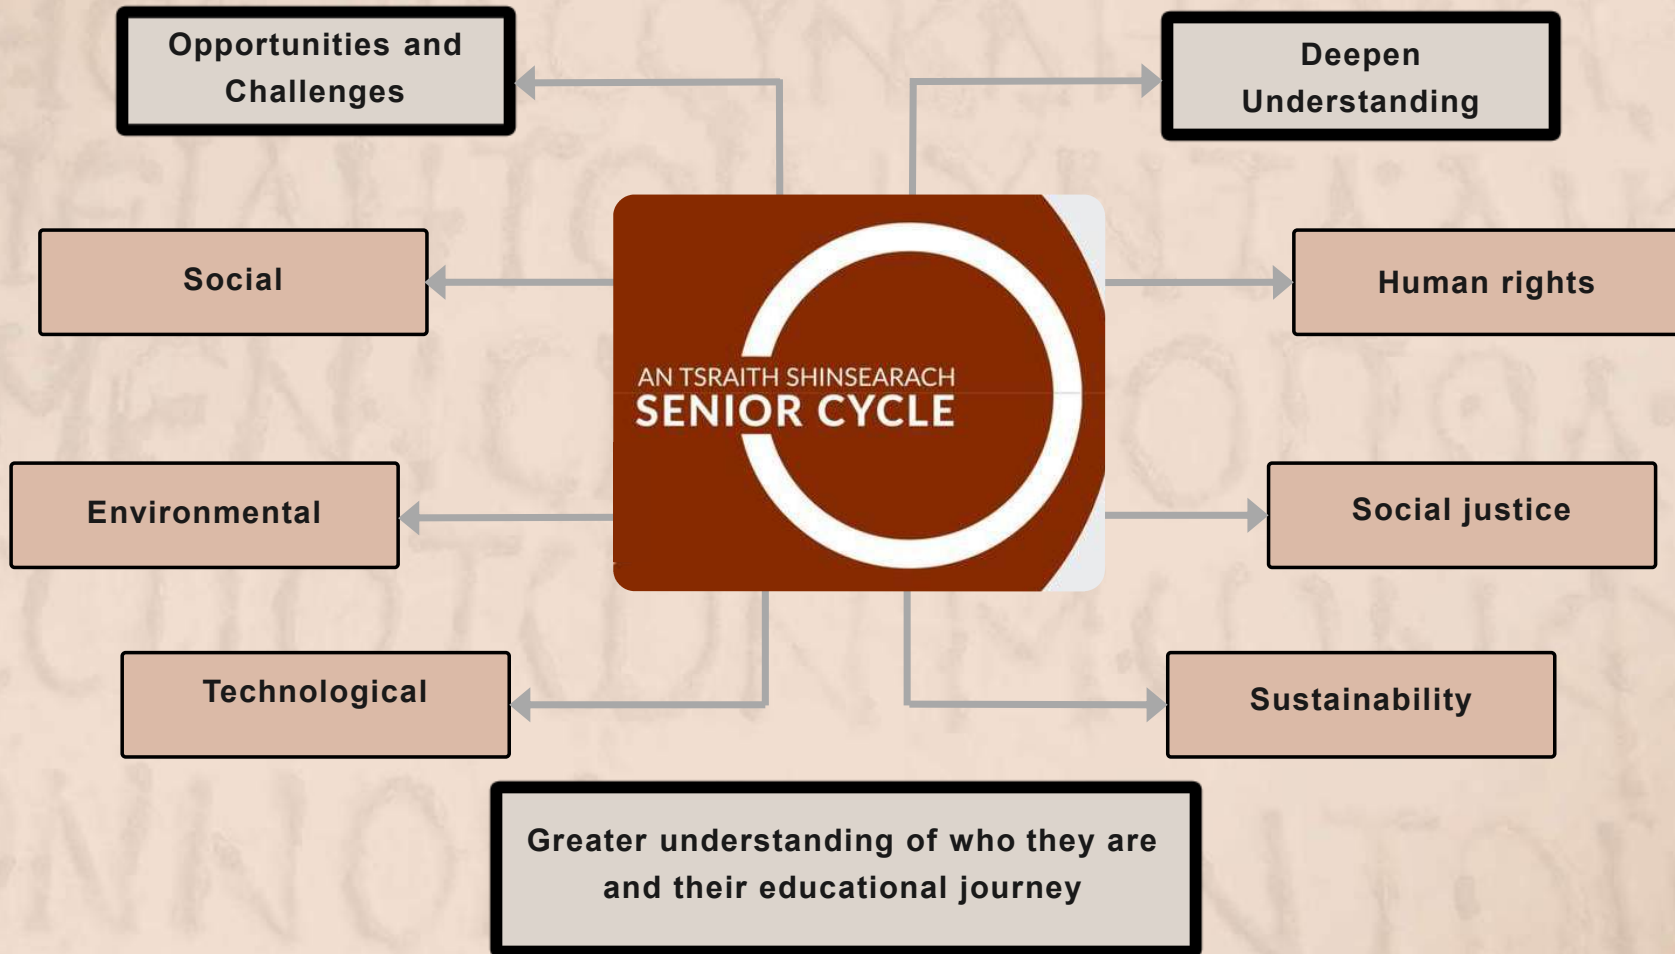 Opportunities and
Challenges
Deepen
Understanding
Social
Human rights
AN TSRAITH SHINSEARACH
SENIOR CYCLE
Environmental
Social justice
Technological
Sustainability
Greater understanding of who they are
and their educational journey